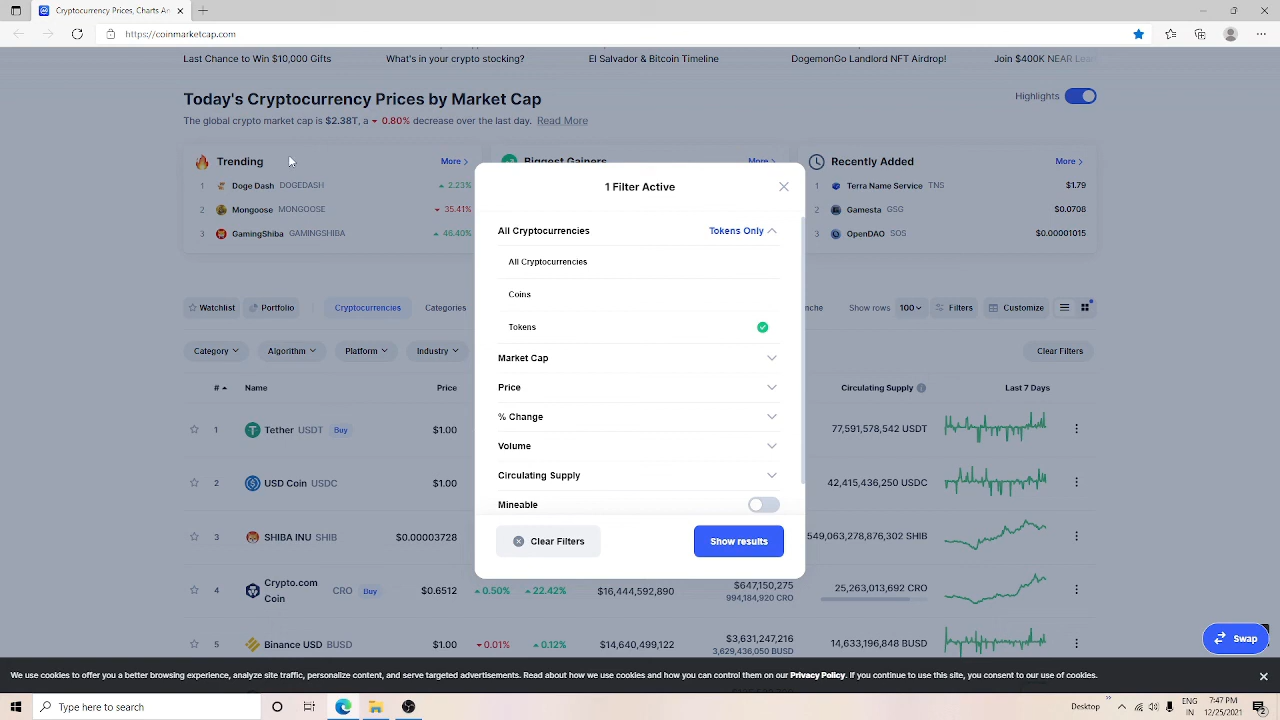 Cryptocurrency Prices, Charts An
https://coinmarketcap.com
Last Chance to Win $10,000 Gifts What's in your crypto stocking? El Salvador & Bitcoin Timeline DogemonGo Landlord NFT Airdrop! Join $400K NEAR Lea
Today's Cryptocurrency Prices by Market Cap
Highlights
The global crypto market cap is $2.38T, a 0.80% decrease over the last day. Read More
Trending More
1 Doge Dash DOGEDASH 2.23%
2 Mongoose MONGOOSE 35.41%
3 GamingShiba GAMINGSHIBA 46.40%
Biggest Gainers More
Recently Added More
1 Terra Name Service TNS $1.79
2 Gamesta GSG $0.0708
3 OpenDAO SOS $0.00001015
1 Filter Active
All Cryptocurrencies Tokens Only
All Cryptocurrencies
Coins
Tokens
Market Cap
Price
% Change
Volume
Circulating Supply
Mineable
Clear Filters Show results
Watchlist Portfolio Cryptocurrencies Categories nche Show rows 100 Filters Customize
Category Algorithm Platform Industry Clear Filters
# Name Price Circulating Supply Last 7 Days
1 Tether USDT Buy $1.00 77,591,578,542 USDT
2 USD Coin USDC $1.00 42,415,436,250 USDC
3 SHIBA INU SHIB $0.00003728 549,063,278,876,302 SHIB
4 Crypto.com Coin CRO Buy $0.6512 0.50% 22.42% $16,444,592,890 $647,150,275 25,263,013,692 CRO
994,184,920 CRO
5 Binance USD BUSD $1.00 0.01% 0.12% $14,640,499,122 $3,631,247,216 14,633,196,848 BUSD
3,629,436,050 BUSD
Swap
We use cookies to offer you a better browsing experience, analyze site traffic, personalize content, and serve targeted advertisements. Read about how we use cookies and how you can control them on our Privacy Policy. If you continue to use this site, you consent to our use of cookies.
Type here to search
Desktop
IN
7:47 PM
12/25/2021
2